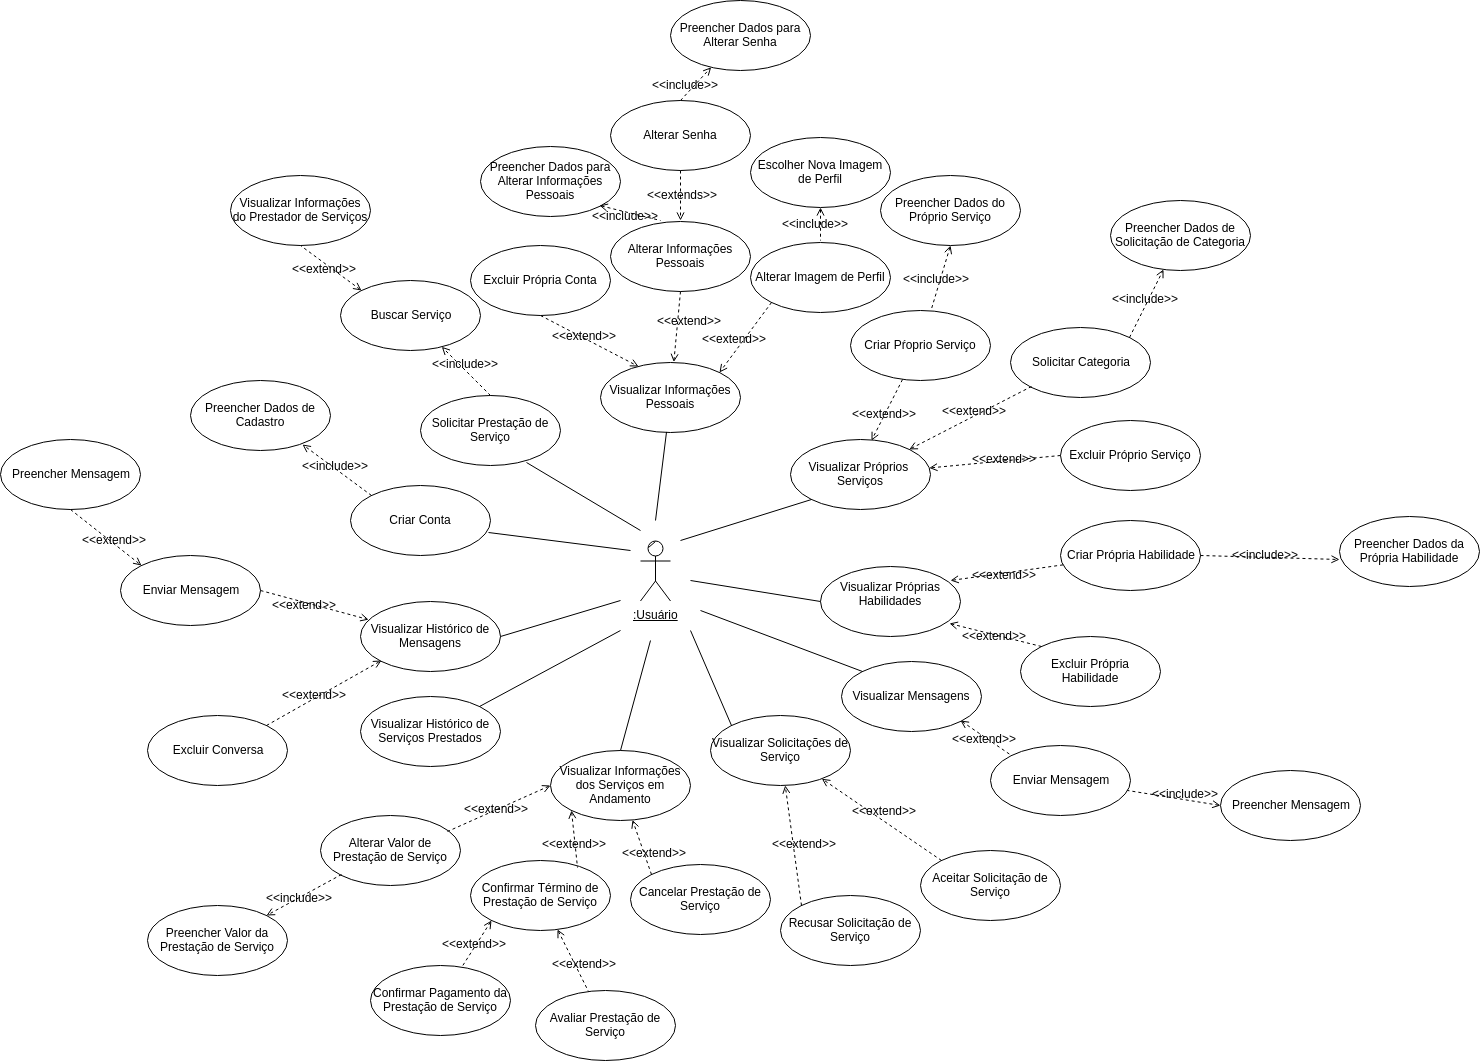 Preencher Dados para
Alterar Senha
<<include>>
Alterar Senha
<<extends>>
Preencher Dados para
Alterar Informações
Pessoais
<<include>>
Escolher Nova Imagem
de Perfil
<<include>>
Alterar Informações
Pessoais
Alterar Imagem de Perfil
<<extend>>
<<extend>>
Excluir Própria Conta
<<extend>>
Visualizar Informações
Pessoais
Visualizar Informações
do Prestador de Serviços
<<extend>>
Buscar Serviço
<<include>>
Solicitar Prestação de
Serviço
Preencher Dados do
Próprio Serviço
<<include>>
Criar Pŕoprio Serviço
<<extend>>
Preencher Dados de
Solicitação de Categoria
<<include>>
Solicitar Categoria
<<extend>>
Visualizar Próprios
Serviços
<<extend>>
Excluir Próprio Serviço
Preencher Dados de
Cadastro
<<include>>
Criar Conta
Preencher Mensagem
<<extend>>
Enviar Mensagem
<<extend>>
Visualizar Histórico de
Mensagens
<<extend>>
Excluir Conversa
:Usuário
Visualizar Próprias
Habilidades
<<extend>>
Criar Própria Habilidade
<<include>>
Preencher Dados da
Própria Habilidade
<<extend>>
Excluir Própria
Habilidade
Visualizar Mensagens
<<extend>>
Enviar Mensagem
<<include>>
Preencher Mensagem
Visualizar Histórico de
Serviços Prestados
Visualizar Informações
dos Serviços em
Andamento
<<extend>>
Alterar Valor de
Prestação de Serviço
<<include>>
Preencher Valor da
Prestação de Serviço
<<extend>>
Confirmar Término de
Prestação de Serviço
<<extend>>
Cancelar Prestação de
Serviço
<<extend>>
Confirmar Pagamento da
Prestação de Serviço
<<extend>>
Avaliar Prestação de
Serviço
Visualizar Solicitações de
Serviço
<<extend>>
Recusar Solicitação de
Serviço
<<extend>>
Aceitar Solicitação de
Serviço